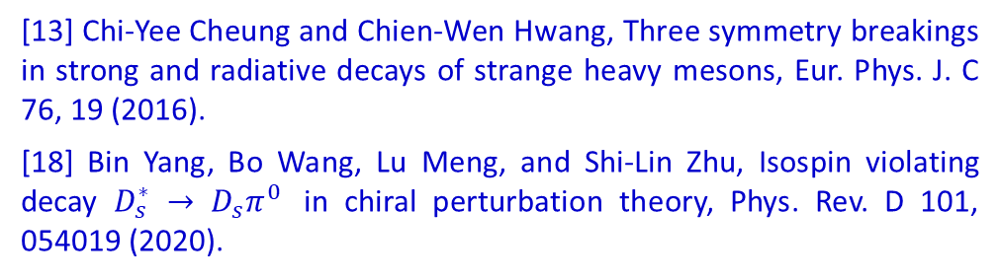 [13] Chi-Yee Cheung and Chien-Wen Hwang, Three symmetry breakings
in strong and radiative decays of strange heavy mesons, Eur. Phys. J. C
76, 19 (2016).
[18] Bin Yang, Bo Wang, Lu Meng, and Shi-Lin Zhu, Isospin violating
decay $D_s^* \rightarrow D_s\pi^0$ in chiral perturbation theory, Phys. Rev. D 101,
054019 (2020).